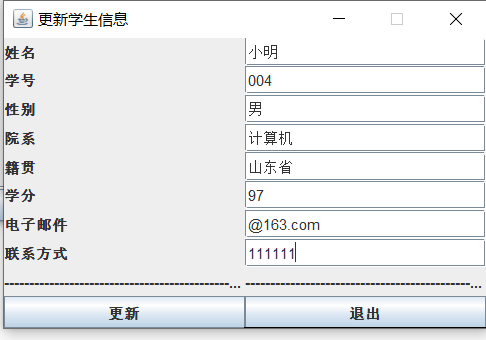 更新学生信息
姓名 小明
学号 004
性别 男
院系 计算机
籍贯 山东省
学分 97
电子邮件 @163.com
联系方式 111111
---------------------------------------------... ---------------------------------------------...
更新 退出